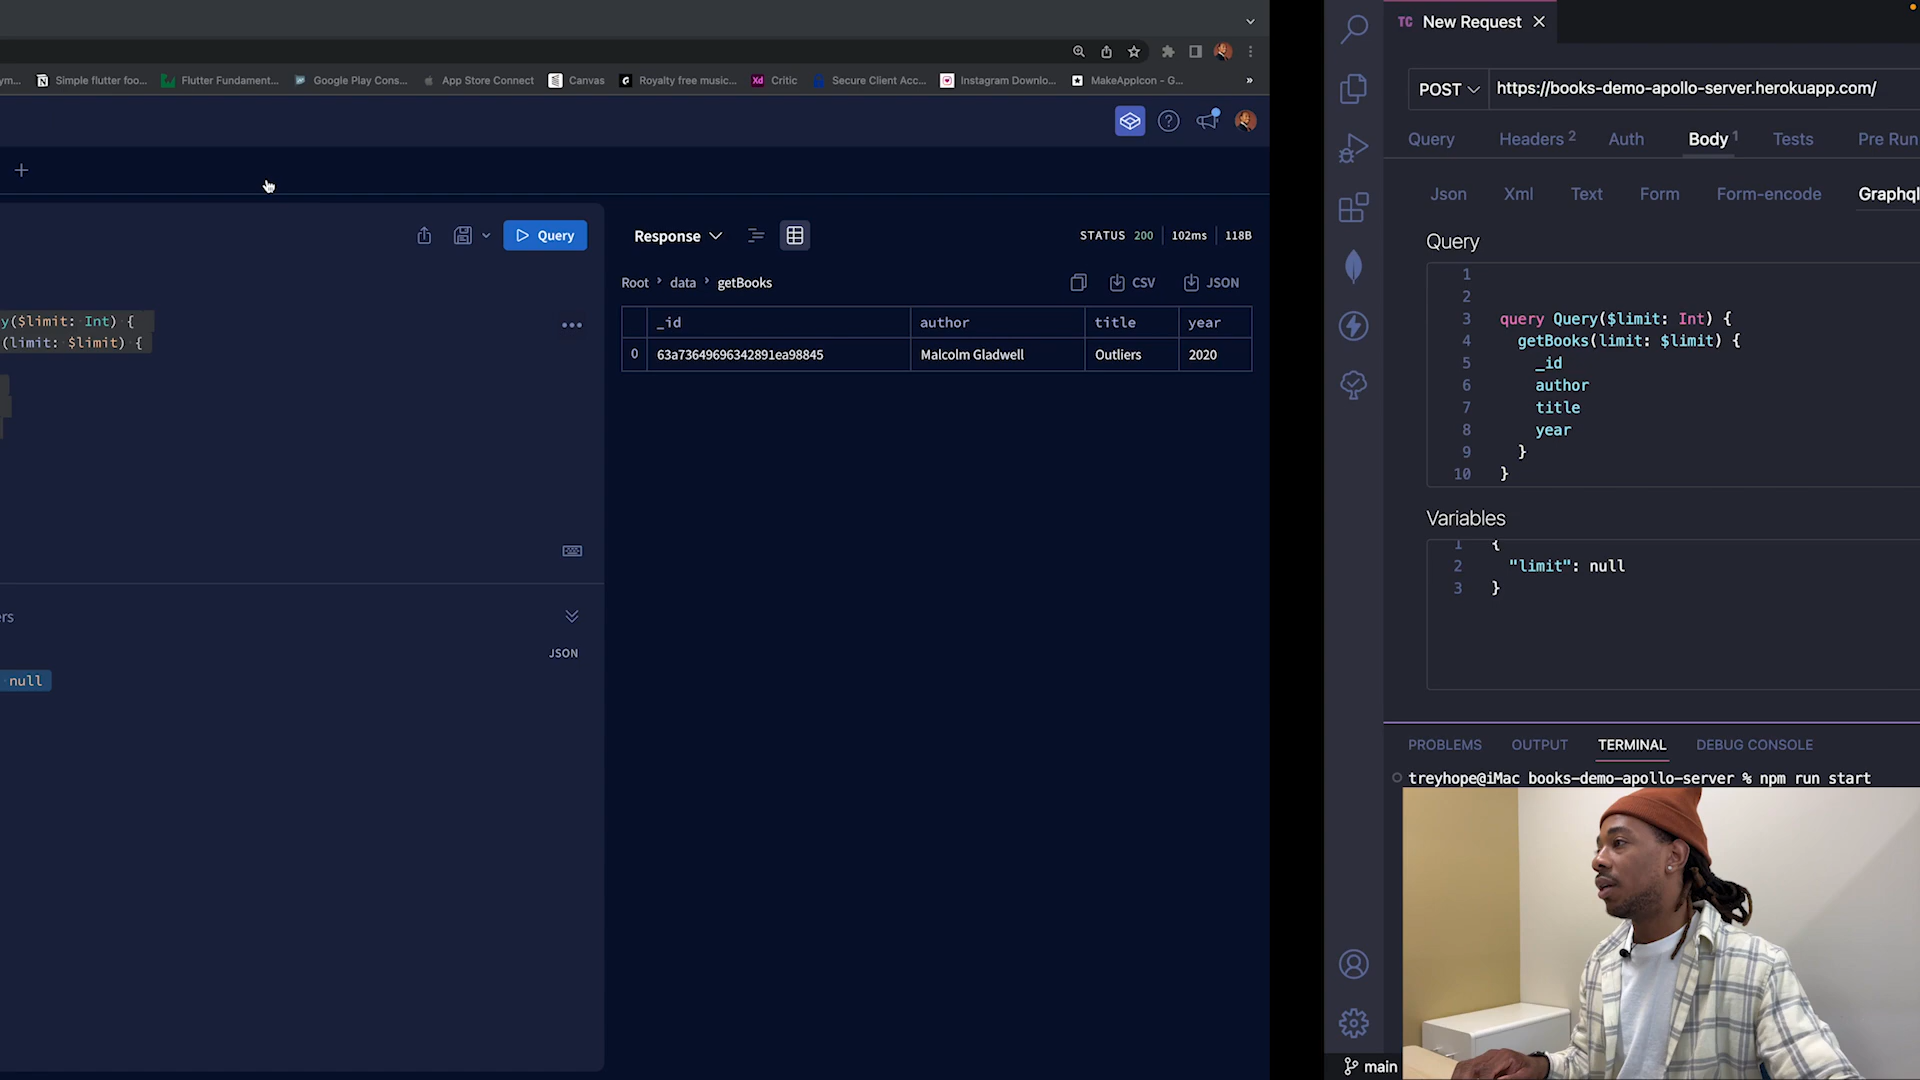 ym...
Simple flutter foo...
Flutter Fundament...
Google Play Cons...
App Store Connect
Canvas
Royalty free music...
Xd Critic
Secure Client Acc...
Instagram Downlo...
MakeAppIcon - G...
»
Query
y($limit: Int) {
(limit: $limit) {
ers
JSON
null
Response
STATUS 200
102ms
118B
Root › data › getBooks
CSV
JSON
_id author title year
0 63a73649696342891ea98845 Malcolm Gladwell Outliers 2020
TC New Request
POST https://books-demo-apollo-server.herokuapp.com/
Query Headers 2 Auth Body 1 Tests Pre Run
Json Xml Text Form Form-encode Graphql
Query
1
2
3 query Query($limit: Int) {
4 getBooks(limit: $limit) {
5 _id
6 author
7 title
8 year
9 }
10 }
Variables
1 {
2 "limit": null
3 }
PROBLEMS OUTPUT TERMINAL DEBUG CONSOLE
treyhope@iMac books-demo-apollo-server % npm run start
main